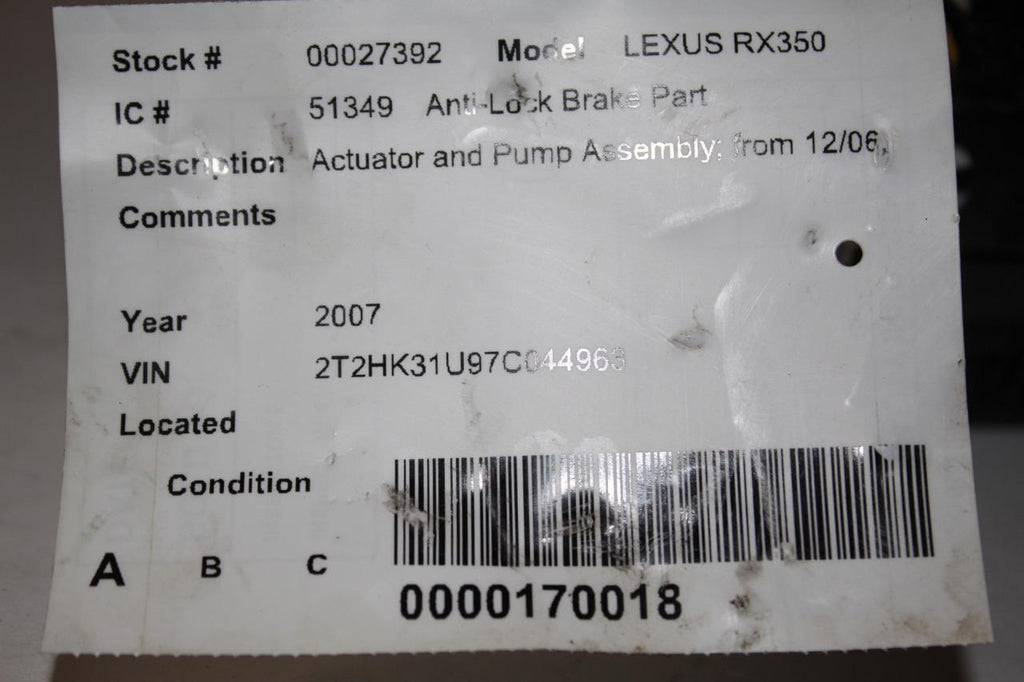 Stock # 00027392 Model LEXUS RX350
IC # 51349 Anti-Lock Brake Part
Description Actuator and Pump Assembly; from 12/06,
Comments
Year 2007
VIN 2T2HK31U97C044963
Located
Condition
A B C
0000170018